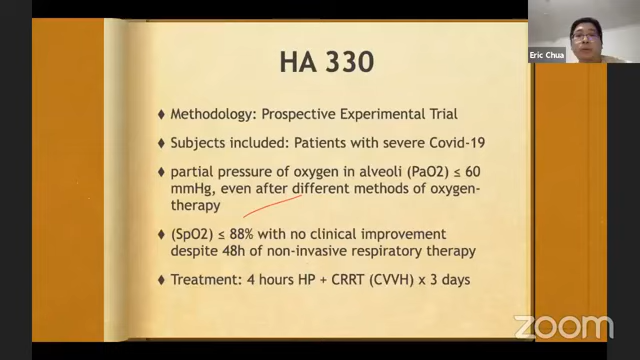 HA 330
♦ Methodology: Prospective Experimental Trial
♦ Subjects included: Patients with severe Covid-19
♦ partial pressure of oxygen in alveoli (PaO2) ≤ 60
mmHg, even after different methods of oxygen-
therapy
♦ (SpO2) ≤ 88% with no clinical improvement
despite 48h of non-invasive respiratory therapy
♦ Treatment: 4 hours HP + CRRT (CVVH) x 3 days
Eric Chua
zoom